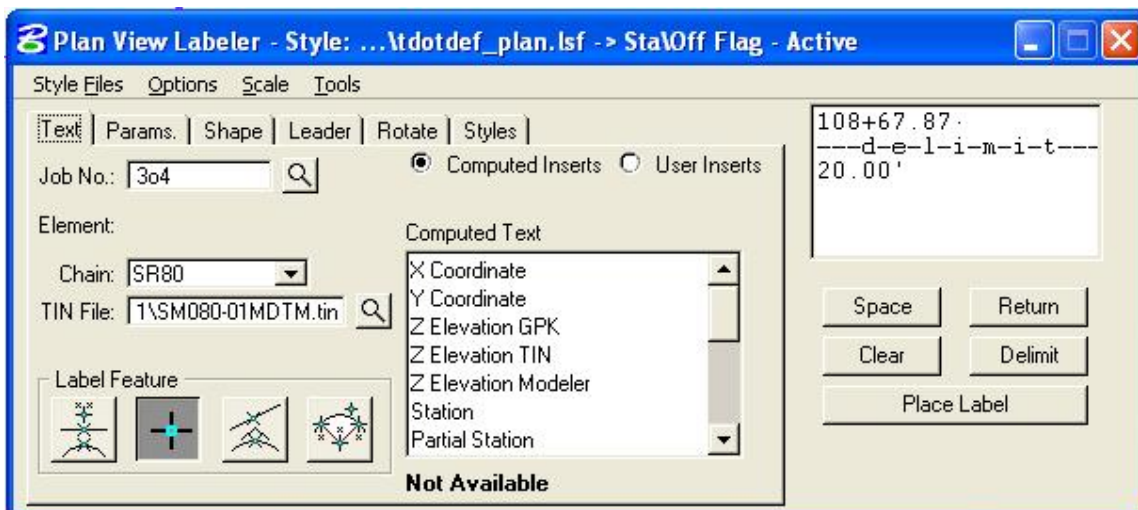 Plan View Labeler - Style: ...\tdotdef_plan.lsf -> Sta\Off Flag - Active
Style Files Options Scale Tools
Text Params. Shape Leader Rotate Styles
Job No.: 3o4
Computed Inserts User Inserts
Element:
Chain: SR80
TIN File: 1\SM080-01MDTM.tin
Label Feature
Computed Text
X Coordinate
Y Coordinate
Z Elevation GPK
Z Elevation TIN
Z Elevation Modeler
Station
Partial Station
Not Available
108+67.87·
---d-e-l-i-m-i-t---
20.00'
Space Return
Clear Delimit
Place Label